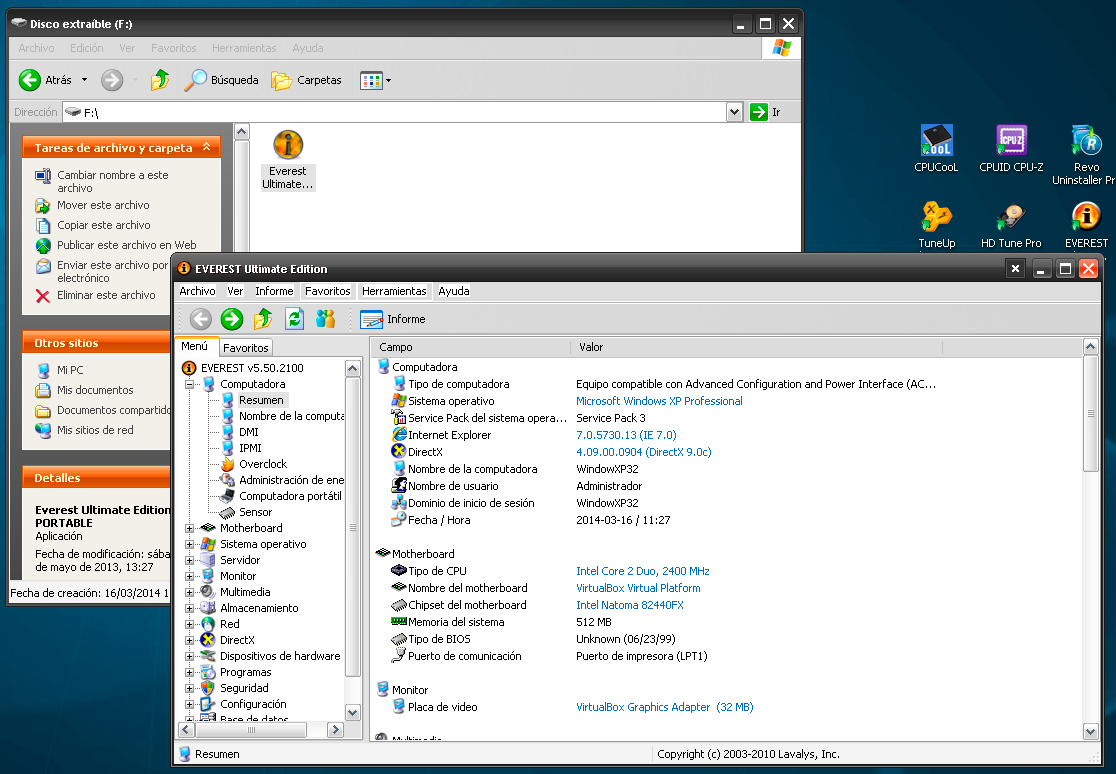 Disco extraíble (F:)
Archivo Edición Ver Favoritos Herramientas Ayuda
Atrás Búsqueda Carpetas
Dirección F:\ Ir
Tareas de archivo y carpeta
Cambiar nombre a este
archivo
Mover este archivo
Copiar este archivo
Publicar este archivo en Web
Enviar este archivo por
electrónico
Eliminar este archivo
Otros sitios
Mi PC
Mis documentos
Documentos compartido
Mis sitios de red
Detalles
Everest Ultimate Edition
PORTABLE
Aplicación
Fecha de modificación: sába
de mayo de 2013, 13:27
Fecha de creación: 16/03/2014 1
Everest
Ultimate...
COOL
CPUCooL
CPU-Z
CPUID CPU-Z
R
Revo
Uninstaller Pr
TuneUp
HD Tune Pro
EVEREST
EVEREST Ultimate Edition
Archivo Ver Informe Favoritos Herramientas Ayuda
Informe
Menú Favoritos
EVEREST v5.50.2100
Computadora
Resumen
Nombre de la computa
DMI
IPMI
Overclock
Administración de ene
Computadora portátil
Sensor
Motherboard
Sistema operativo
Servidor
Monitor
Multimedia
Almacenamiento
Red
DirectX
Dispositivos de hardware
Programas
Seguridad
Configuración
Base de datos
Campo Valor
Computadora
Tipo de computadora Equipo compatible con Advanced Configuration and Power Interface (AC...
Sistema operativo Microsoft Windows XP Professional
Service Pack del sistema opera... Service Pack 3
Internet Explorer 7.0.5730.13 (IE 7.0)
DirectX 4.09.00.0904 (DirectX 9.0c)
Nombre de la computadora WindowXP32
Nombre de usuario Administrador
Dominio de inicio de sesión WindowXP32
Fecha / Hora 2014-03-16 / 11:27
Motherboard
Tipo de CPU Intel Core 2 Duo, 2400 MHz
Nombre del motherboard VirtualBox Virtual Platform
Chipset del motherboard Intel Natoma 82440FX
Memoria del sistema 512 MB
Tipo de BIOS Unknown (06/23/99)
Puerto de comunicación Puerto de impresora (LPT1)
Monitor
Placa de video VirtualBox Graphics Adapter (32 MB)
Multimedia
Resumen Copyright (c) 2003-2010 Lavalys, Inc.